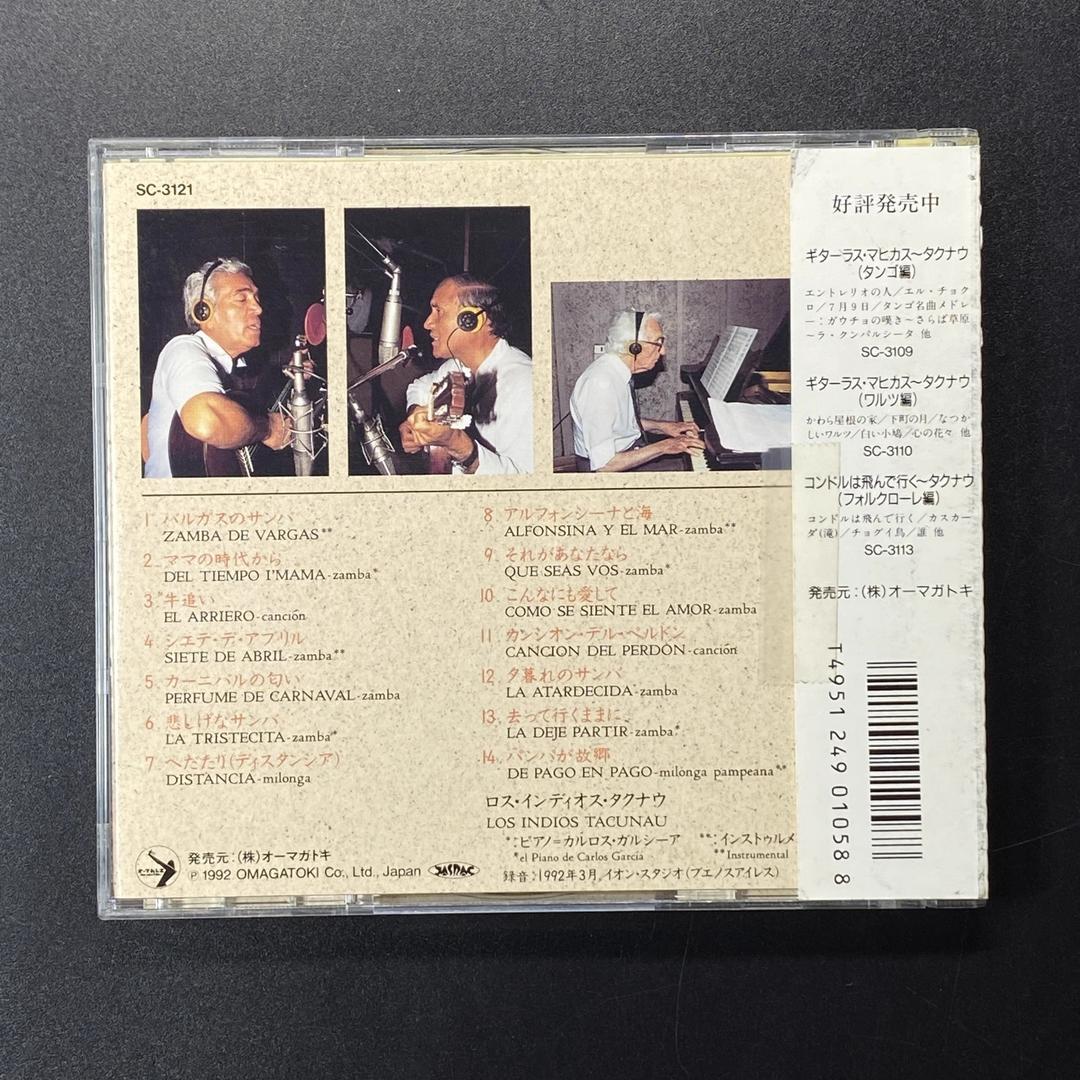 SC-3121
1. バルガスのサンバ
ZAMBA DE VARGAS**
2. ママの時代から
DEL TIEMPO I'MAMA-zamba*
3. 牛追い
EL ARRIERO-canción
4. シエテ・デ・アブリル
SIETE DE ABRIL-zamba**
5. カーニバルの匂い
PERFUME DE CARNAVAL-zamba
6. 悲しげなサンバ
LA TRISTECITA-zamba*
7. へだたり(ディスタンシア)
DISTANCIA-milonga
8. アルフォンシーナと海
ALFONSINA Y EL MAR-zamba**
9. それがあなたなら
QUE SEAS VOS-zamba*
10. こんなにも愛して
COMO SE SIENTE EL AMOR-zamba
11. カンシオン・デル・ペルドン
CANCION DEL PERDÓN-canción
12. 夕暮れのサンバ
LA ATARDECIDA-zamba
13. 去って行くままに
LA DEJE PARTIR-zamba*
14. パンパが故郷
DE PAGO EN PAGO-milonga pampeana**
ロス・インディオス・タクナウ
LOS INDIOS TACUNAU
*:ピアノ=カルロス・ガルシーア **:インストゥルメ
*el Piano de Carlos García **Instrumental
録音:1992年3月,イオン・スタジオ(ブエノスアイレス)
発売元:(株)オーマガトキ
℗ 1992 OMAGATOKI Co., Ltd., Japan
JASRAC
好評発売中
ギターラス・マヒカス〜タクナウ
(タンゴ編)
エントレリオの人/エル・チョク
ロ/7月9日/タンゴ名曲メドレ
ー:ガウチョの嘆き〜さらば草原
〜ラ・クンパルシータ 他
SC-3109
ギターラス・マヒカス〜タクナウ
(ワルツ編)
かわら屋根の家/下町の月/なつか
しいワルツ/白い小鳩/心の花々 他
SC-3110
コンドルは飛んで行く〜タクナウ
(フォルクローレ編)
コンドルは飛んで行く/カスカー
ダ(滝)/チョグイ鳥/誰 他
SC-3113
発売元:(株)オーマガトキ
T4951 249 01058 8